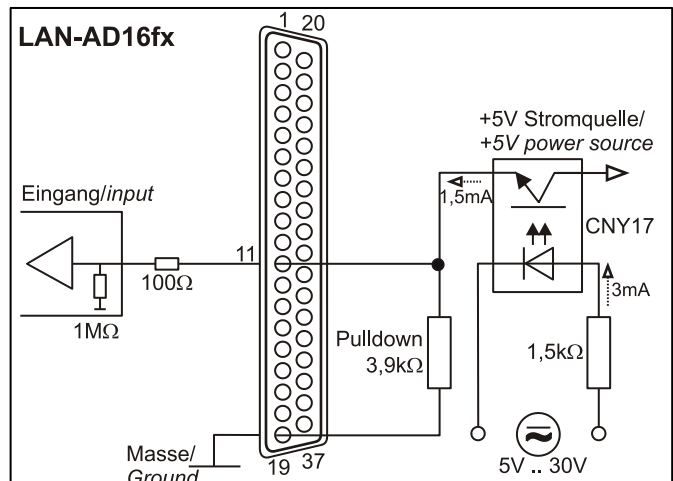 LAN-AD16fx
1 20
+5V Stromquelle/
+5V power source
1,5mA
CNY17
Eingang/input
11
100Ω
1MΩ
3mA
Pulldown
3,9kΩ
1,5kΩ
Masse/
Ground
19 37
5V .. 30V